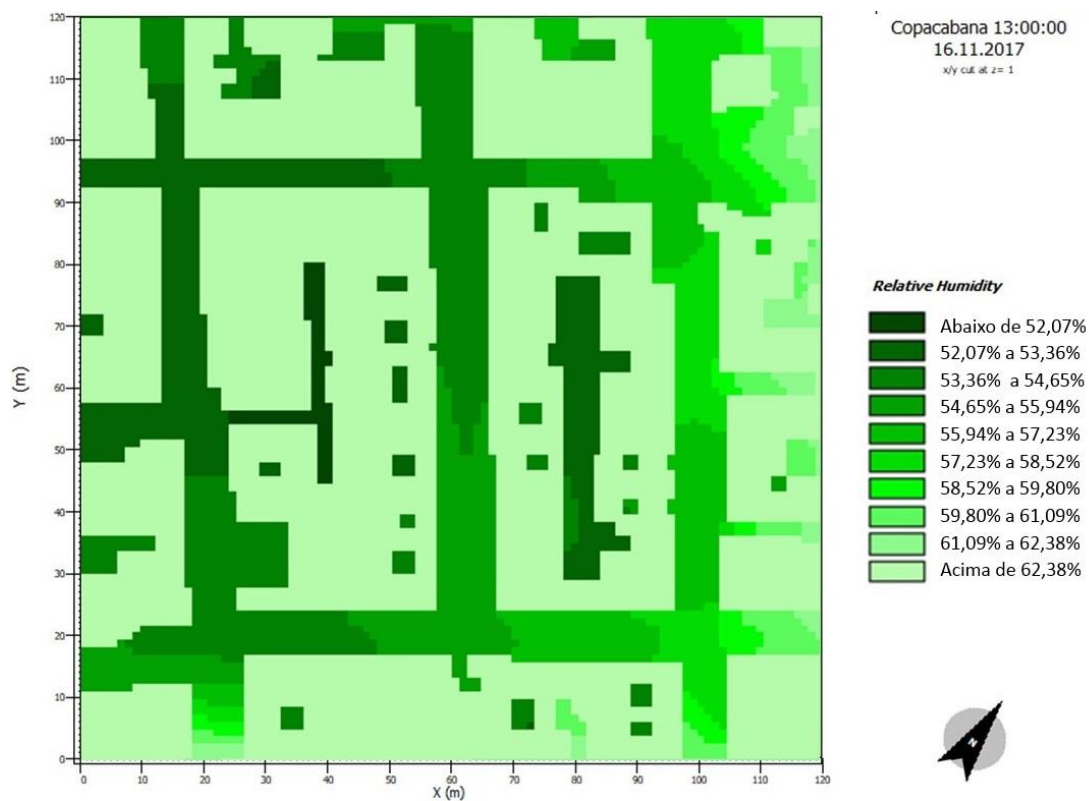 Copacabana 13:00:00
16.11.2017
x/y cut at z= 1
120
110
100
90
80
70
60
50
40
30
20
10
0
Y (m)
0 10 20 30 40 50 60 70 80 90 100 110 120
X (m)
Relative Humidity
Abaixo de 52,07%
52,07% a 53,36%
53,36% a 54,65%
54,65% a 55,94%
55,94% a 57,23%
57,23% a 58,52%
58,52% a 59,80%
59,80% a 61,09%
61,09% a 62,38%
Acima de 62,38%
N